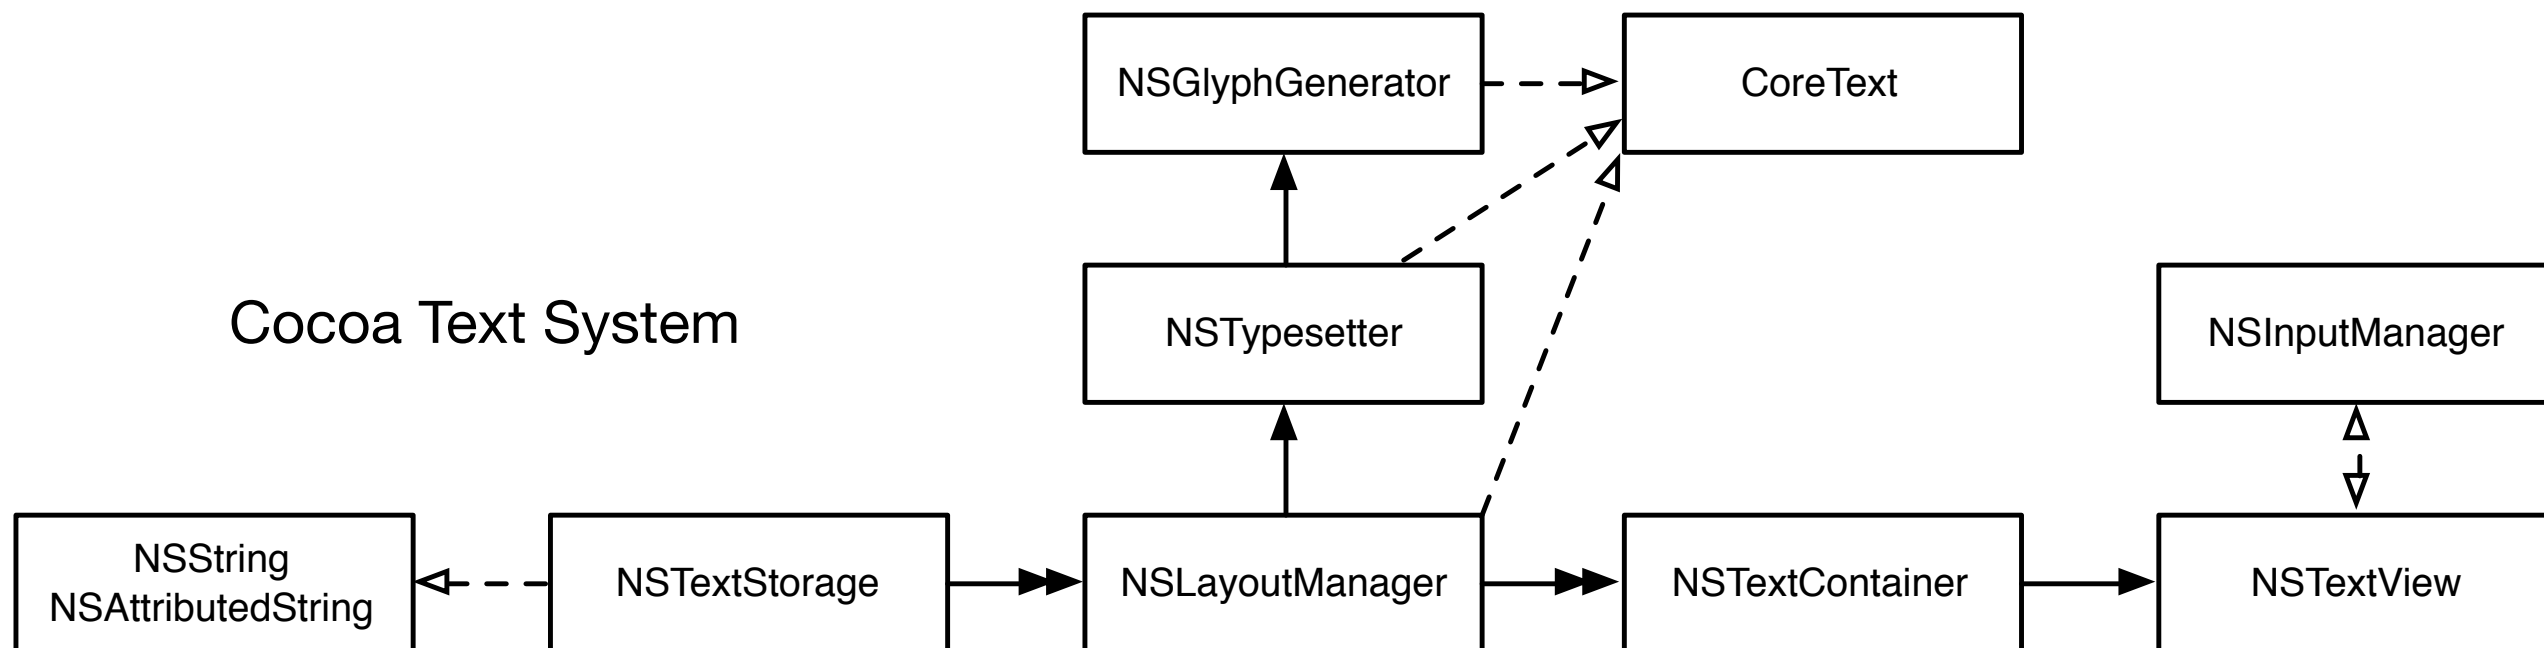 NSGlyphGenerator
CoreText
Cocoa Text System
NSTypesetter
NSInputManager
NSString
NSAttributedString
NSTextStorage
NSLayoutManager
NSTextContainer
NSTextView